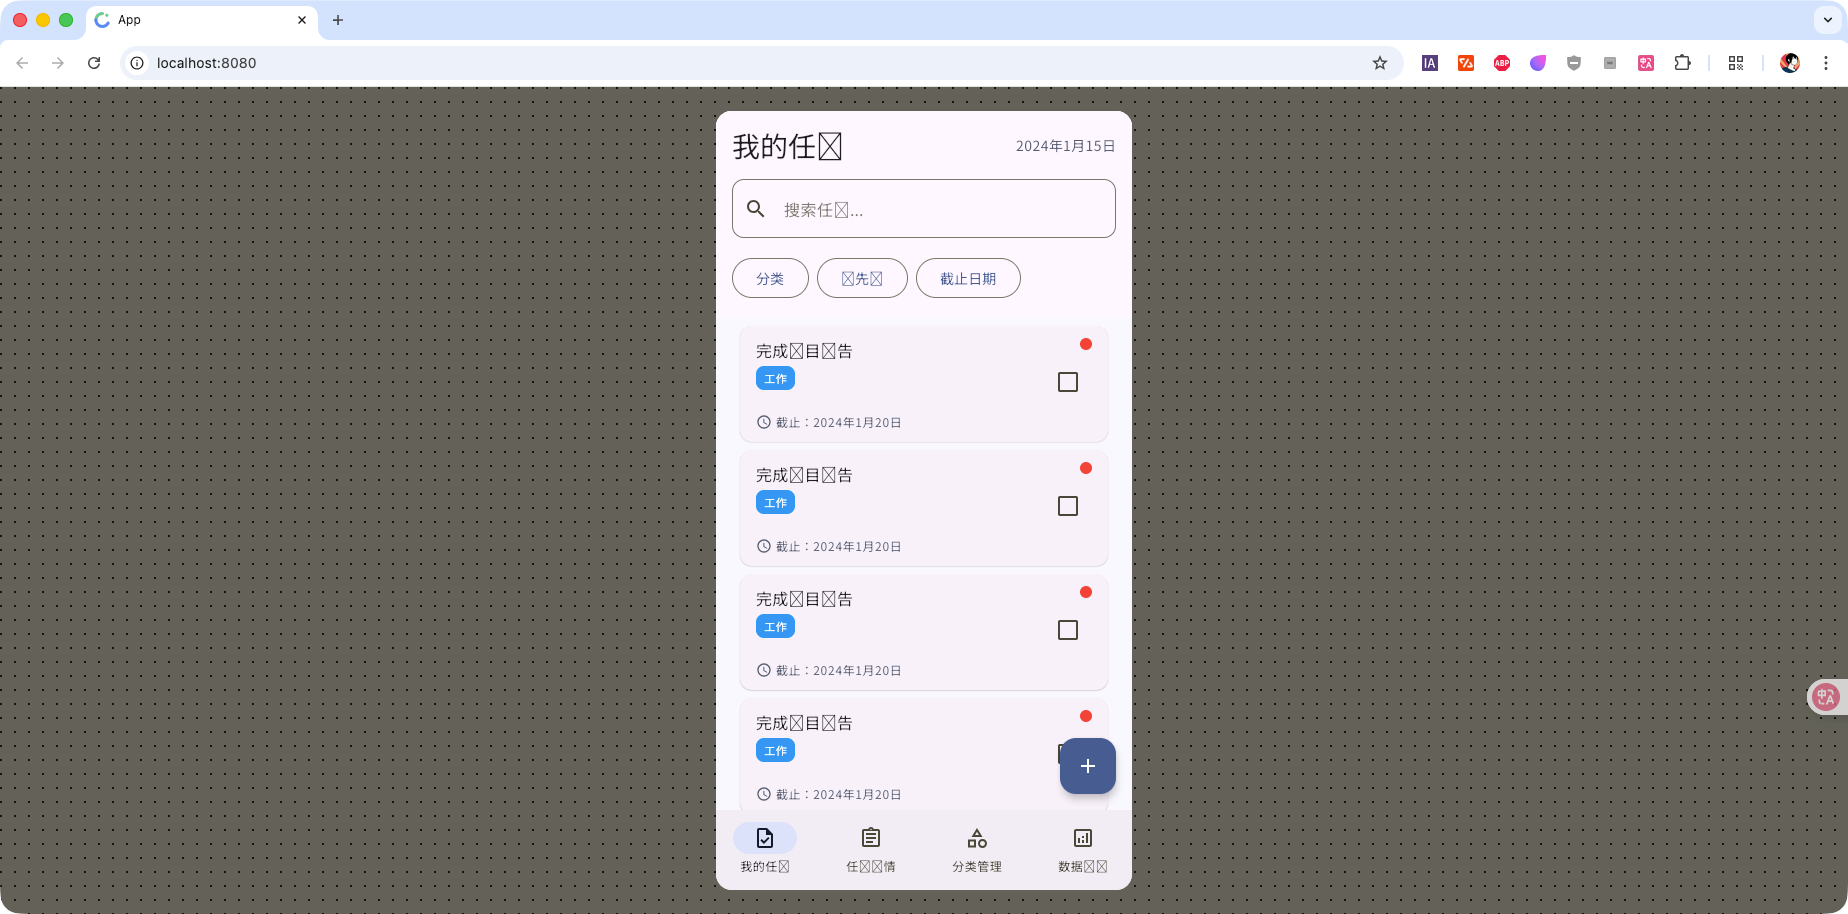 App
localhost:8080
IA
ABP
我的任☒
2024年1月15日
搜索任☒...
分类
☒先☒
截止日期
完成☒目☒告
工作
截止：2024年1月20日
完成☒目☒告
工作
截止：2024年1月20日
完成☒目☒告
工作
截止：2024年1月20日
完成☒目☒告
工作
截止：2024年1月20日
我的任☒
任☒☒情
分类管理
数据☒☒